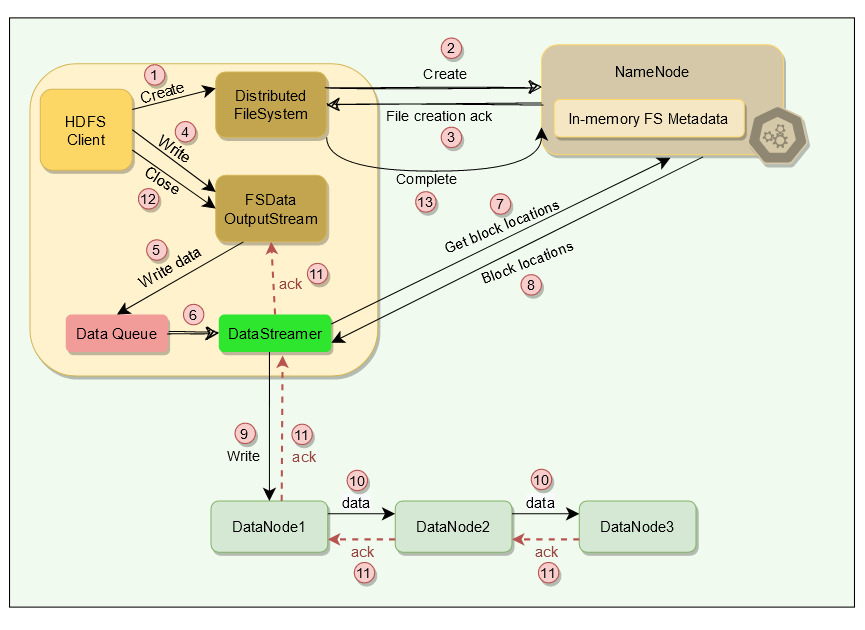 2
1
Create
NameNode
Create
Distributed
FileSystem
In-memory FS Metadata
File creation ack
HDFS
Client
4
3
Write
Close
Complete
12
13
7
FSData
OutputStream
Get block locations
5
Write data
11
ack
Block locations
8
6
Data Queue
DataStreamer
9
11
Write
ack
10
10
data
data
DataNode1
DataNode2
DataNode3
ack
ack
11
11